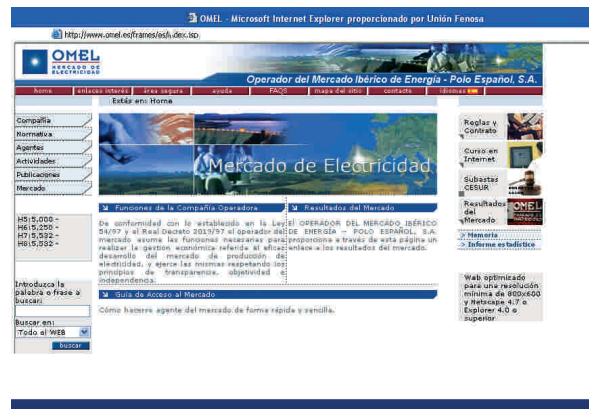 OMEL - Microsoft Internet Explorer proporcionado por Unión Fenosa
OMEL
MERCADO DE
ELECTRICIDAD
Operador del Mercado Ibérico de Energía - Polo Español, S.A.
home enlaces interés área segura ayuda FAQS mapa del sitio contacto idiomas
Estás en: Home
Compañía
Normativa
Agentes
Actividades
Publicaciones
Mercado
H5:5,000 -
H6:5,250 -
H7:5,532 -
H8:5,532 -
Introduzca la
palabra o frase a
buscar:
Buscar en:
Todo el WEB
buscar
Mercado de Electricidad
Funciones de la Compañía Operadora
De conformidad con lo establecido en la Ley
54/97 y el Real Decreto 2019/97 el operador del
mercado asume las funciones necesarias para
realizar la gestión económica referida al eficaz
desarrollo del mercado de producción de
electricidad, y ejerce las mismas respetando los
principios de transparencia, objetividad e
independencia.
Resultados del Mercado
El OPERADOR DEL MERCADO IBÉRICO
DE ENERGÍA – POLO ESPAÑOL, S.A.
proporciona a través de esta página un
enlace a los resultados del mercado.
Guía de Acceso al Mercado
Cómo hacerse agente del mercado de forma rápida y sencilla.
Reglas y
Contrato
Curso en
Internet
Subastas
CESUR
Resultados
del
Mercado
OMEL
> Memoria
> Informe estadístico
Web optimizado
para una resolución
mínima de 800x600
y Netscape 4.7 o
Explorer 4.0 o
superior